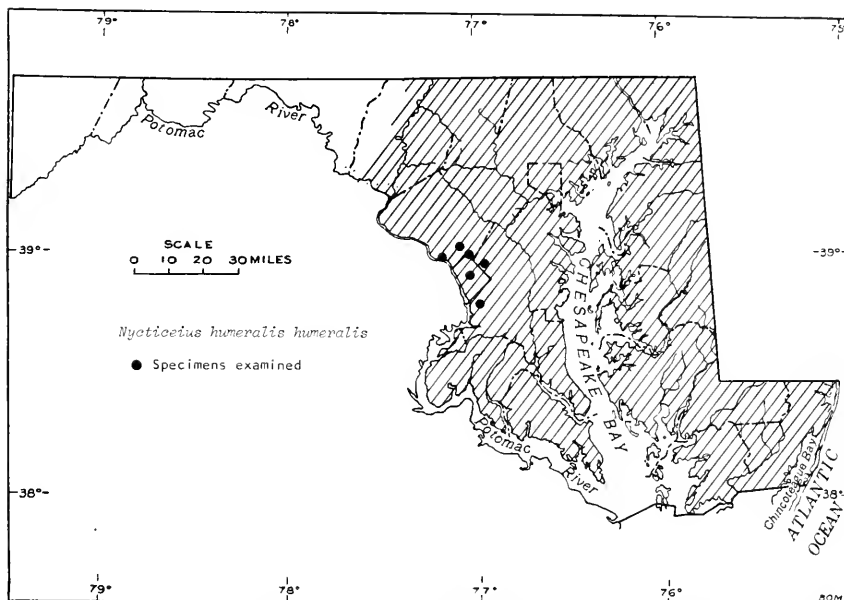 79° 78° 77° 76° 75
Potomac River
39° 39°
SCALE
0 10 20 30 MILES
CHESAPEAKE BAY
Nycticeius humeralis humeralis
● Specimens examined
Potomac River
Chincoteague Bay
ATLANTIC OCEAN
38° 38°
79° 78° 77° 76°